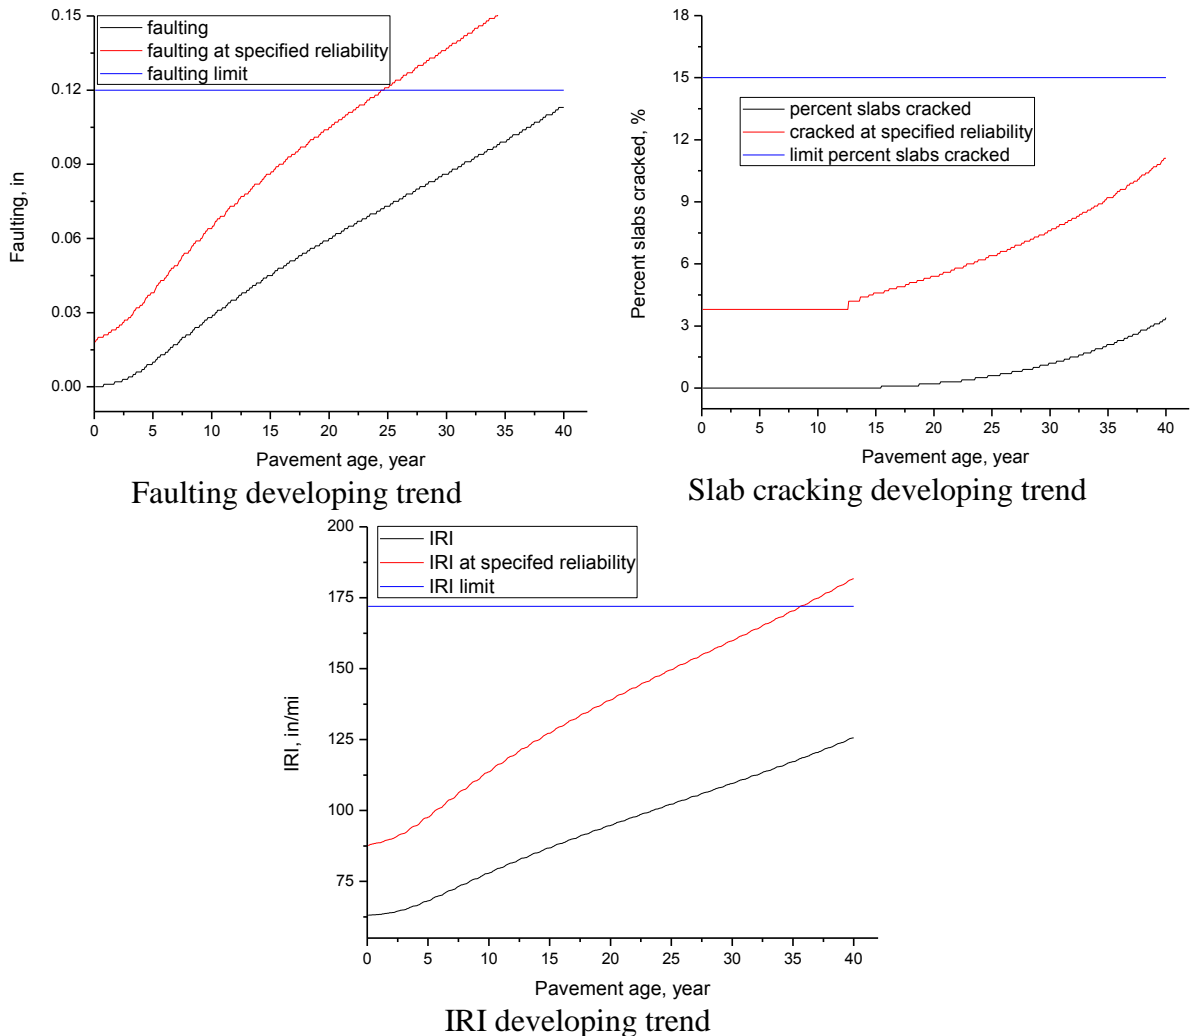 faulting
faulting at specified reliability
faulting limit
0.15
0.12
0.09
0.06
0.03
0.00
Faulting, in
0 5 10 15 20 25 30 35 40
Pavement age, year
Faulting developing trend
percent slabs cracked
cracked at specified reliability
limit percent slabs cracked
18
15
12
9
6
3
0
Percent slabs cracked, %
0 5 10 15 20 25 30 35 40
Pavement age, year
Slab cracking developing trend
IRI
IRI at specifed reliability
IRI limit
200
175
150
125
100
75
IRI, in/mi
0 5 10 15 20 25 30 35 40
Pavement age, year
IRI developing trend